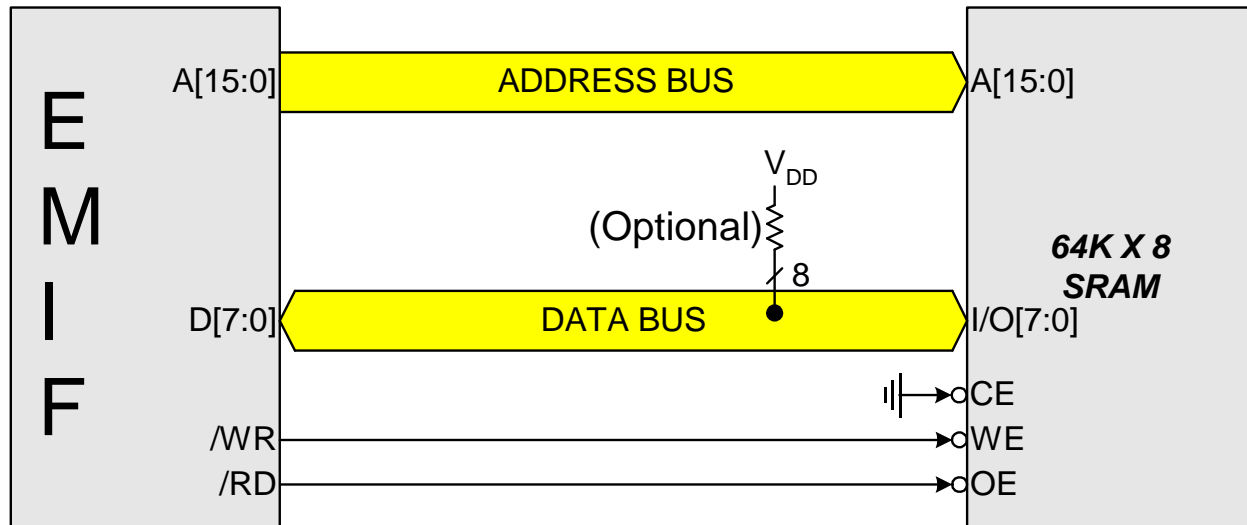 EMIF
A[15:0]
ADDRESS BUS
A[15:0]
VDD
(Optional)
8
64K X 8
SRAM
D[7:0]
DATA BUS
I/O[7:0]
CE
/WR
WE
/RD
OE